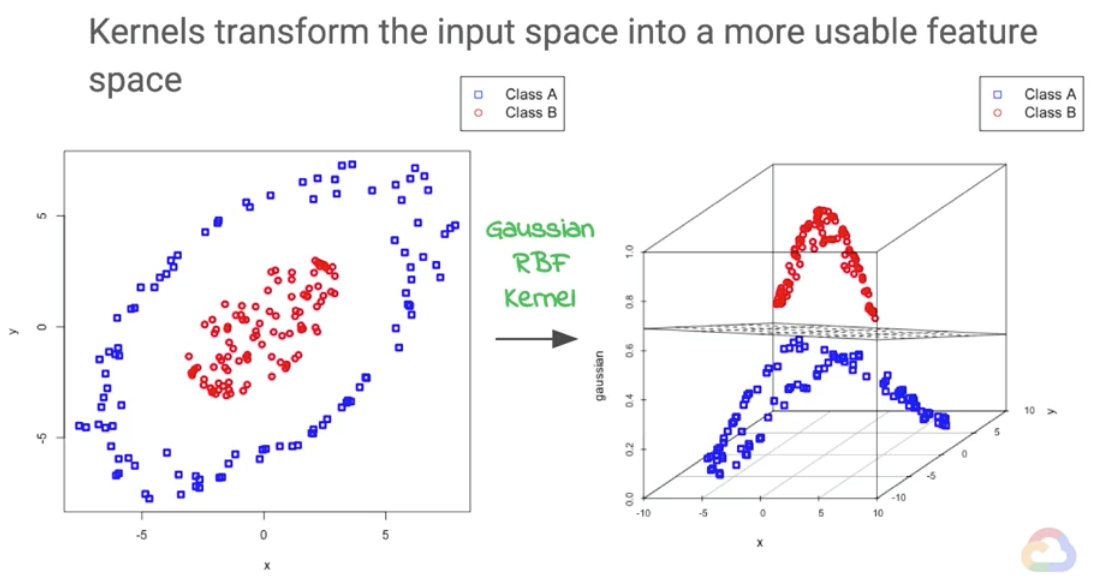 Kernels transform the input space into a more usable feature
space
Class A
Class B
Class A
Class B
5
0
-5
y
-5
0
5
x
Gaussian
RBF
Kernel
1.0
0.8
0.6
0.4
0.2
0.0
gaussian
-10
-5
0
5
10
x
-10
-5
0
5
10
y